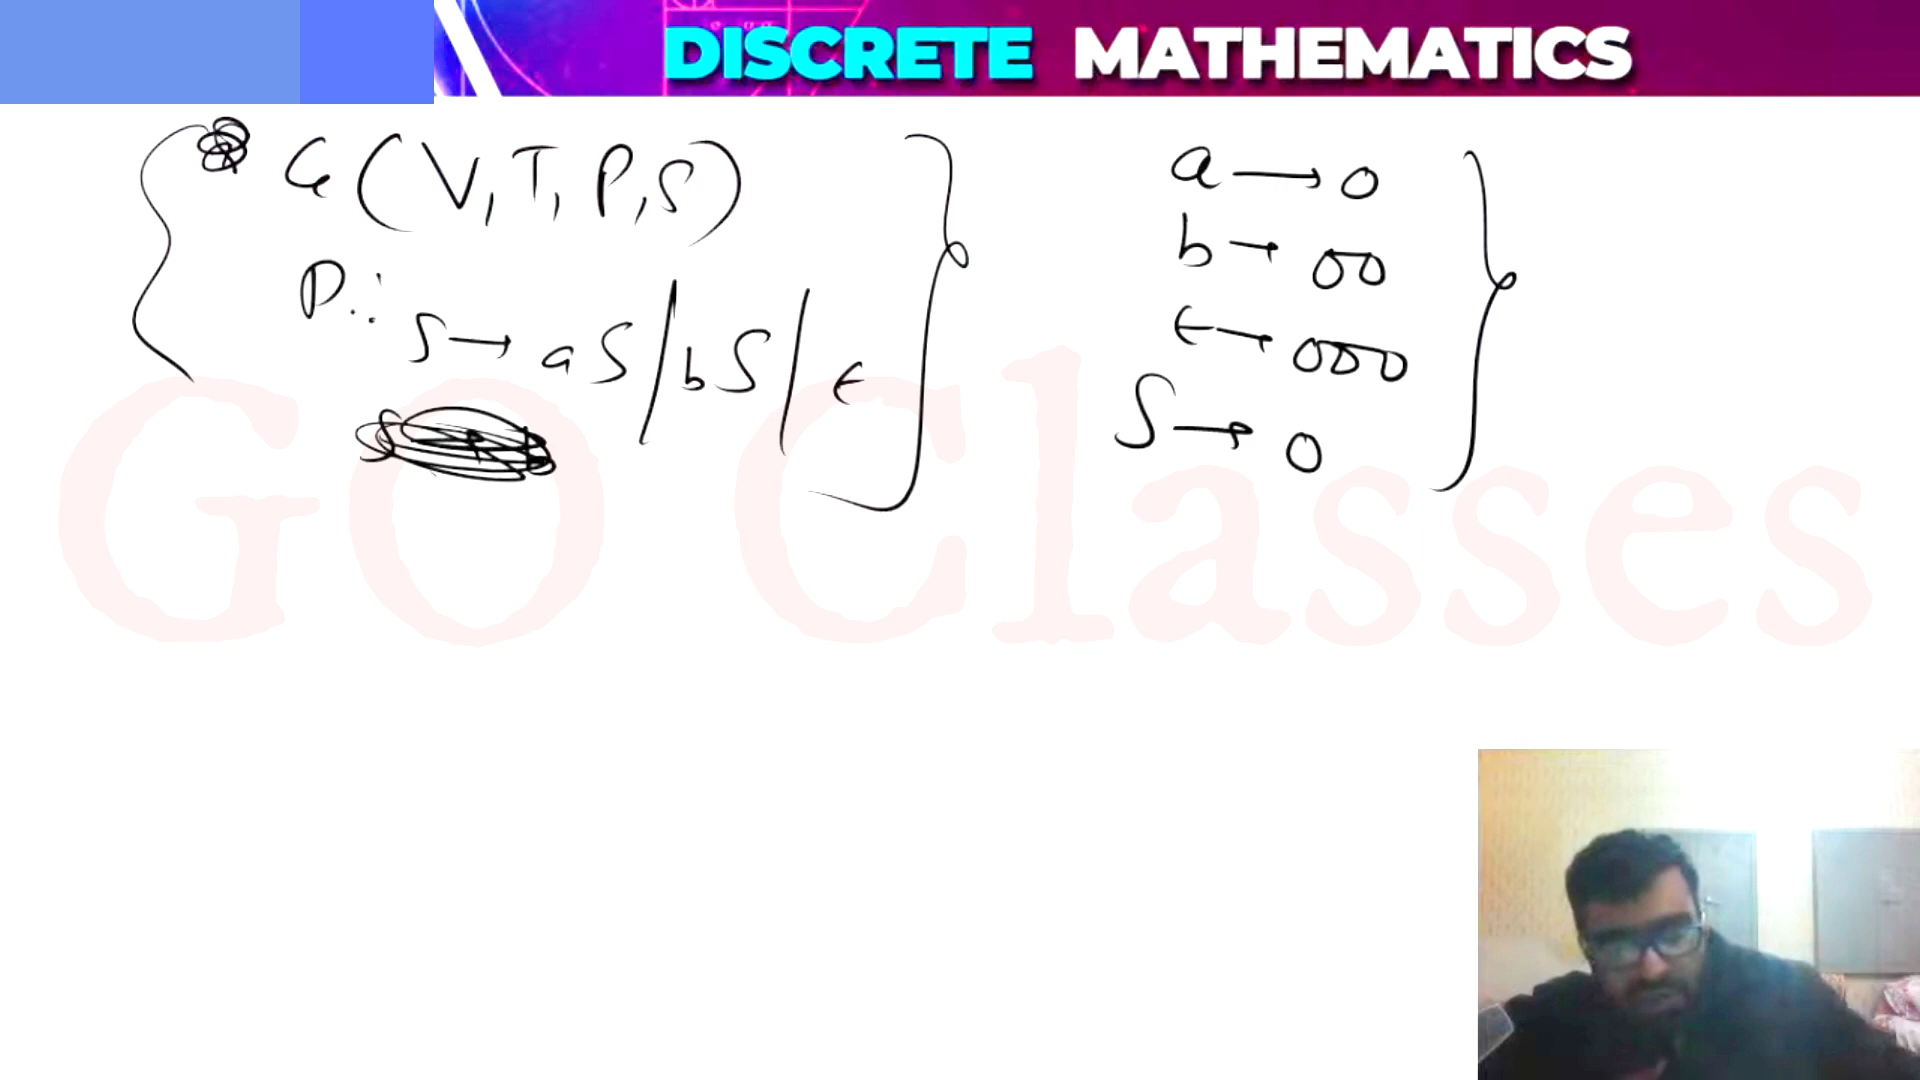 DISCRETE MATHEMATICS
G (V, T, P, S)
P :
S → aS / bS / ϵ
a → 0
b → 00
ϵ → 000
S → 0
GO Classes